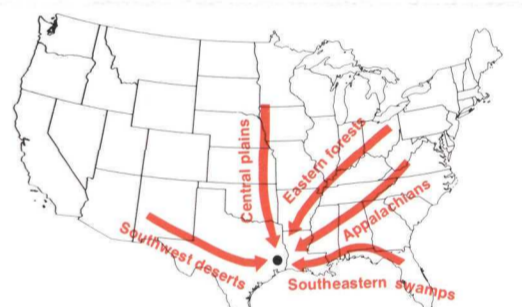 Central plains
Eastern forests
Appalachians
Southwest deserts
Southeastern swamps